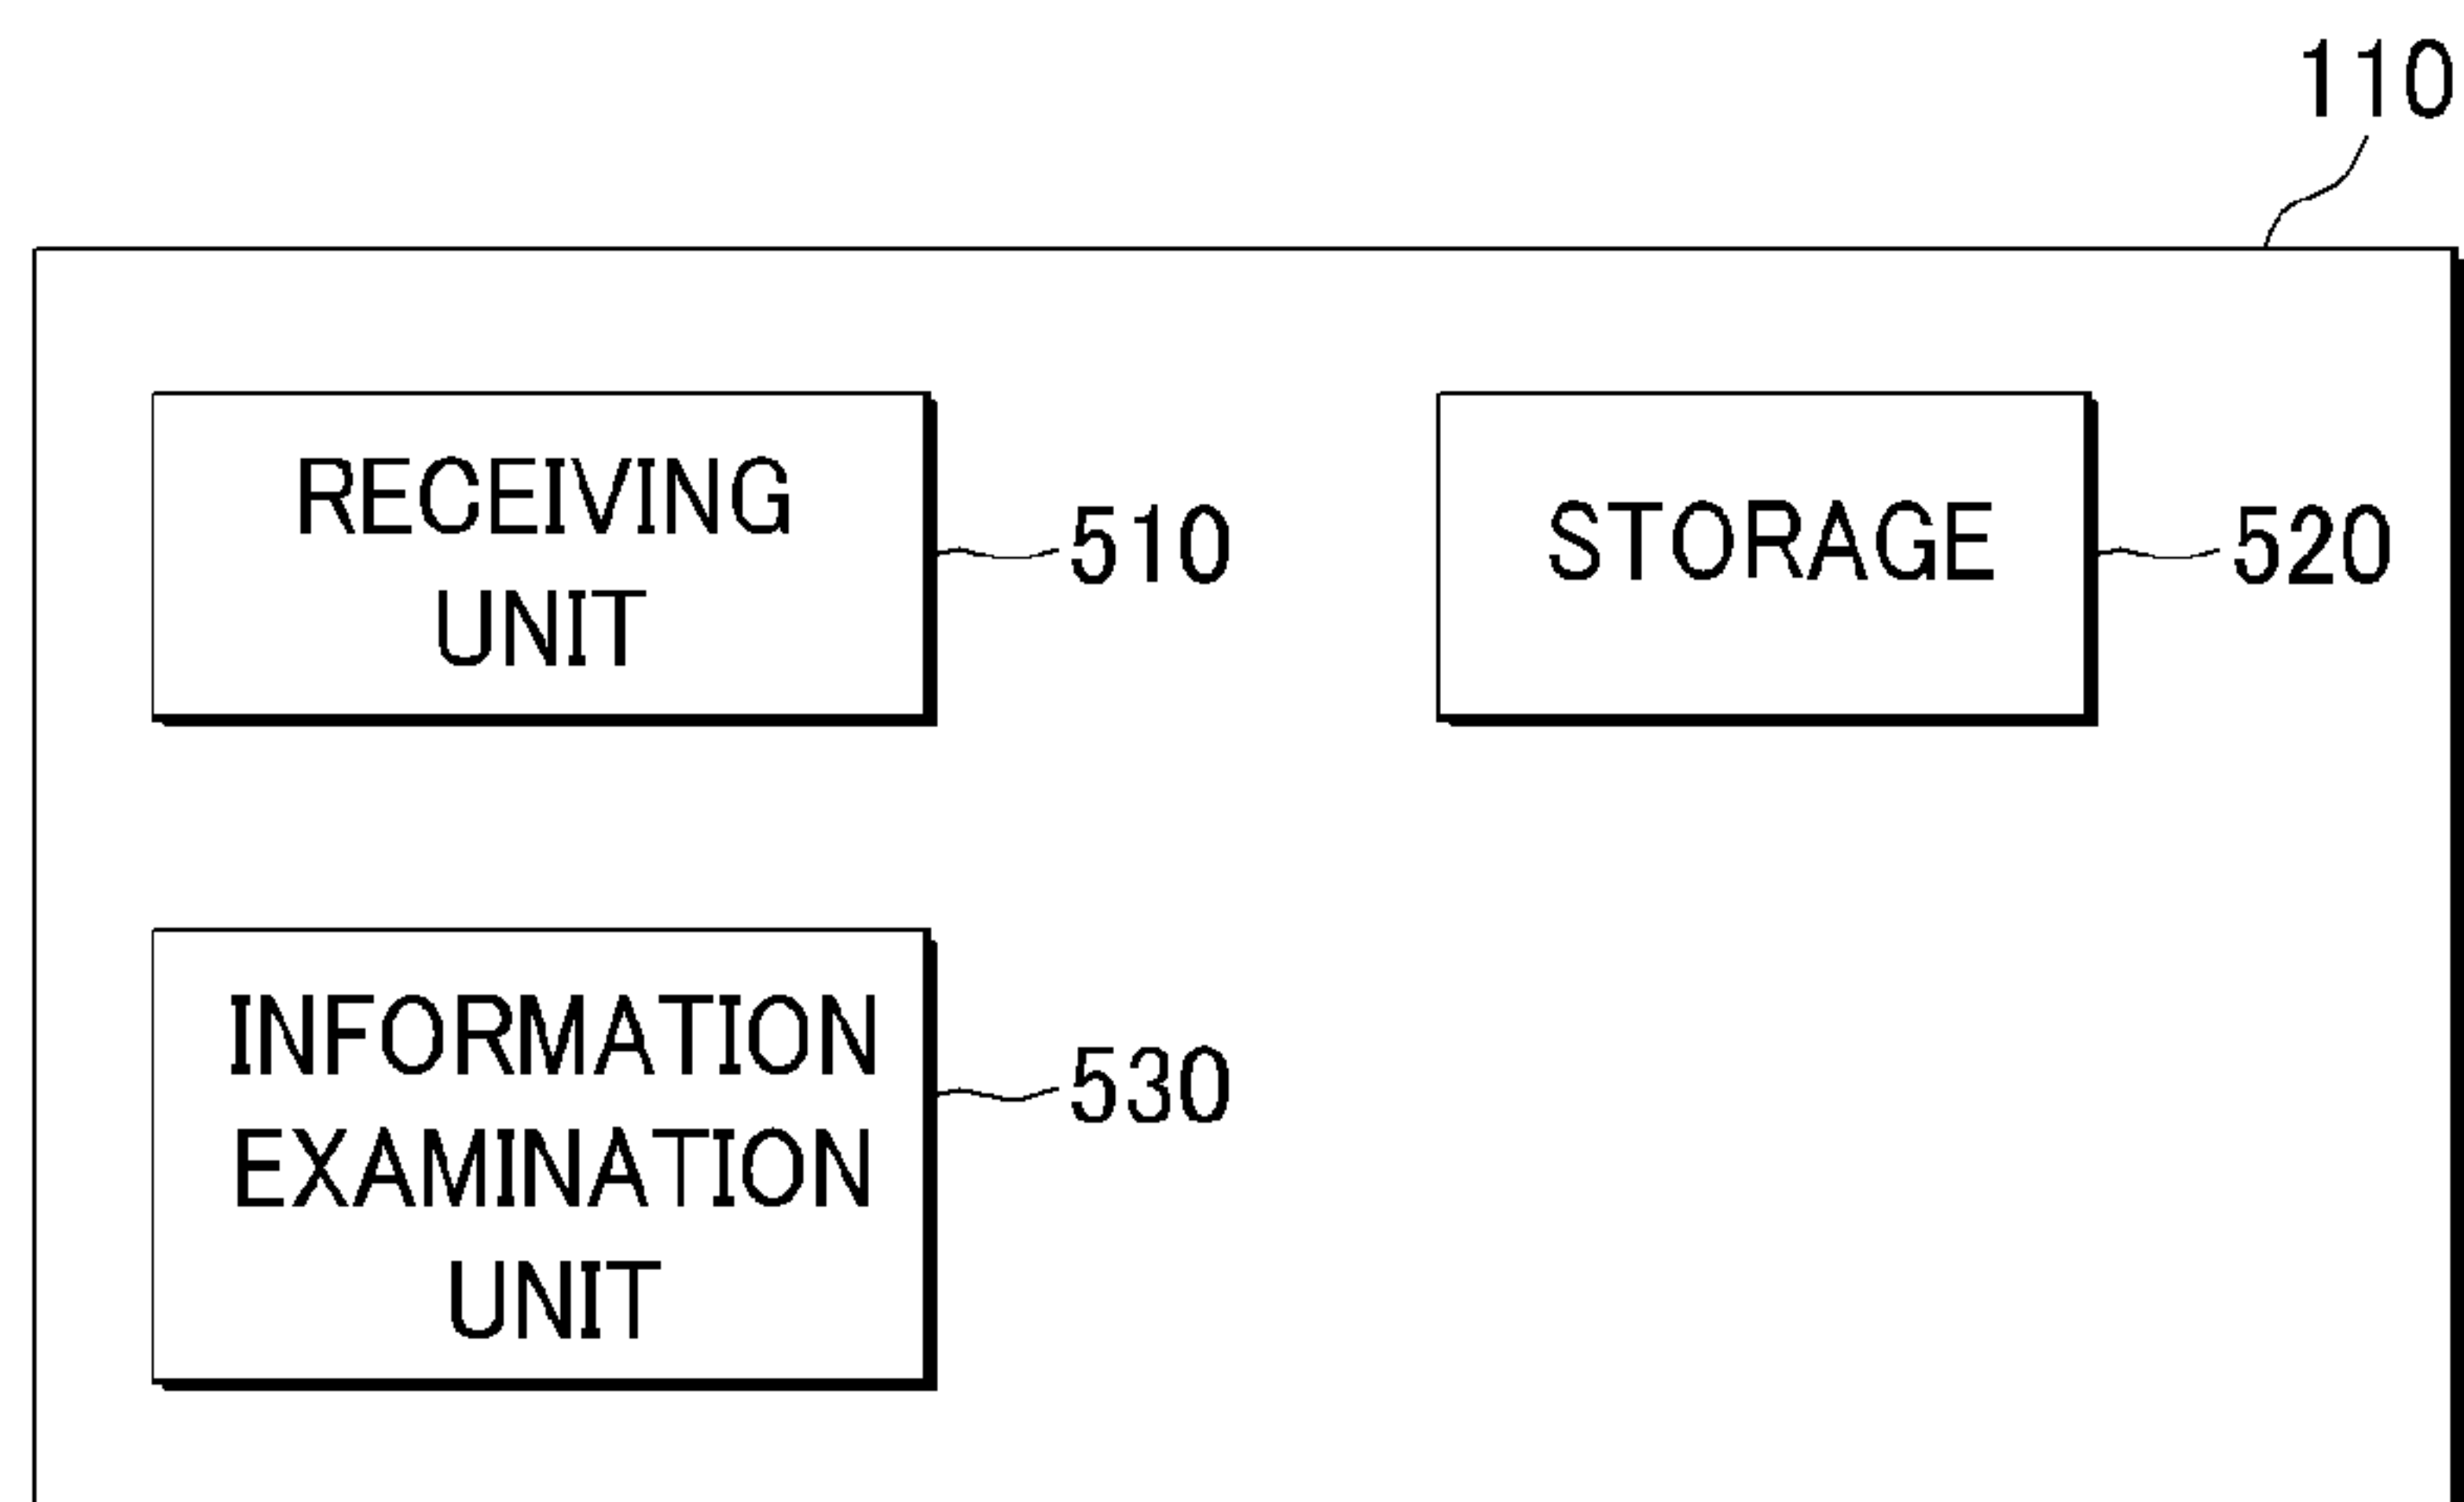 110
RECEIVING
UNIT
510
STORAGE
520
INFORMATION
EXAMINATION
UNIT
530